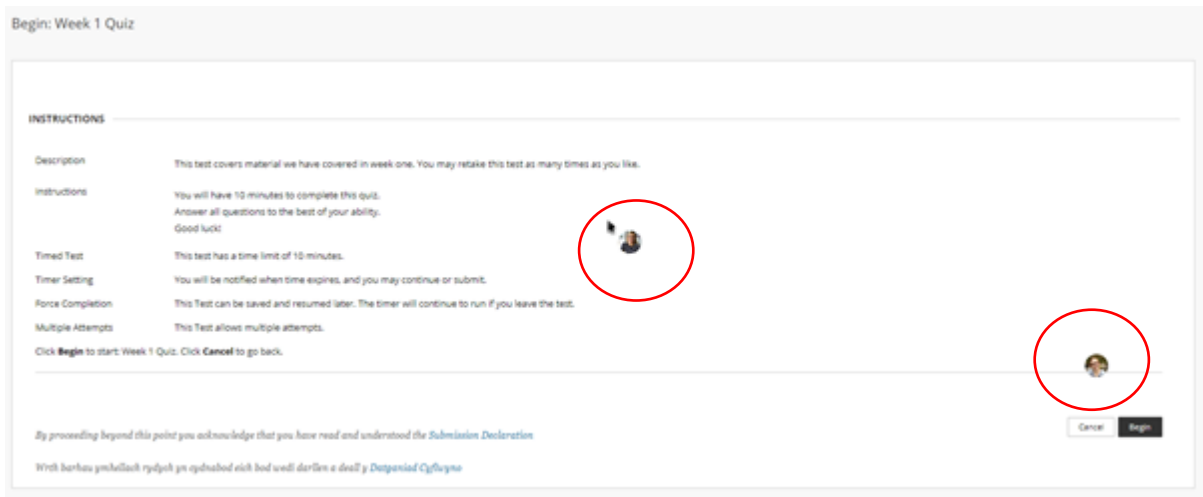 Begin: Week 1 Quiz
INSTRUCTIONS
Description This test covers material we have covered in week one. You may retake this test as many times as you like.
Instructions You will have 10 minutes to complete this quiz.
Answer all questions to the best of your ability.
Good luck!
Timed Test This test has a time limit of 10 minutes.
Timer Setting You will be notified when time expires, and you may continue or submit.
Force Completion This Test can be saved and resumed later. The timer will continue to run if you leave the test.
Multiple Attempts This Test allows multiple attempts.
Click Begin to start: Week 1 Quiz. Click Cancel to go back.
Cancel Begin
By proceeding beyond this point you acknowledge that you have read and understood the Submission Declaration
Wrth barhau ymhellach rydych yn cydnabod eich bod wedi darllen a deall y Datganiad Cyflwyno